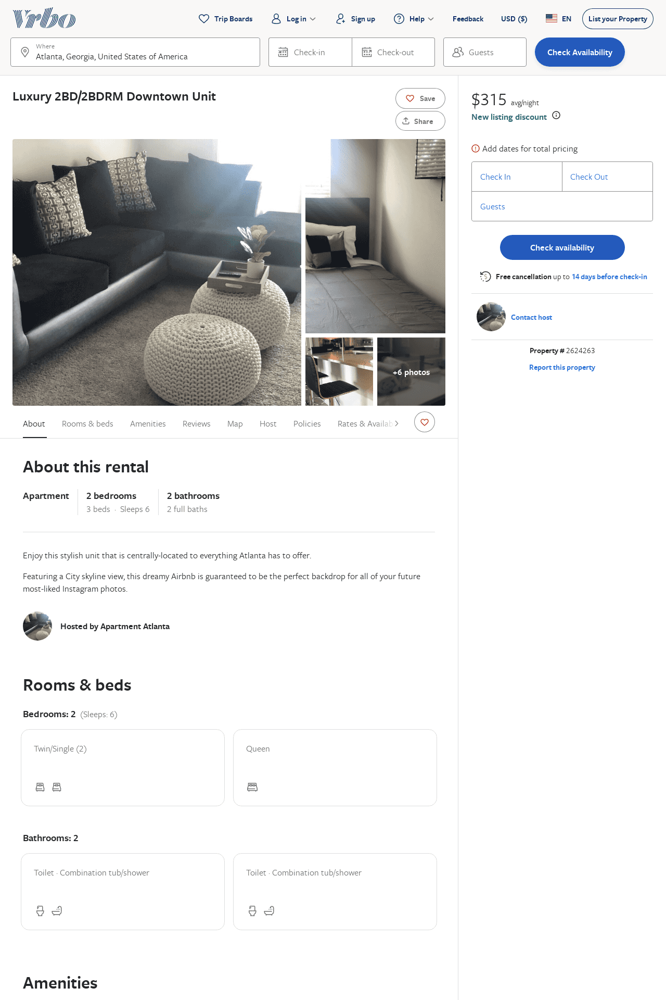 Vrbo
Trip Boards
Log in
Sign up
Help
Feedback
USD ($)
EN
List your Property
Where
Atlanta, Georgia, United States of America
Check-in
Check-out
Guests
Check Availability
Luxury 2BD/2BDRM Downtown Unit
Save
Share
+6 photos
$315 avg/night
New listing discount
Add dates for total pricing
Check In
Check Out
Guests
Check availability
Free cancellation up to 14 days before check-in
Contact host
Property # 2624263
Report this property
About
Rooms & beds
Amenities
Reviews
Map
Host
Policies
Rates & Availab
About this rental
Apartment
2 bedrooms
3 beds · Sleeps 6
2 bathrooms
2 full baths
Enjoy this stylish unit that is centrally-located to everything Atlanta has to offer.
Featuring a City skyline view, this dreamy Airbnb is guaranteed to be the perfect backdrop for all of your future
most-liked Instagram photos.
Hosted by Apartment Atlanta
Rooms & beds
Bedrooms: 2 (Sleeps: 6)
Twin/Single (2)
Queen
Bathrooms: 2
Toilet · Combination tub/shower
Toilet · Combination tub/shower
Amenities